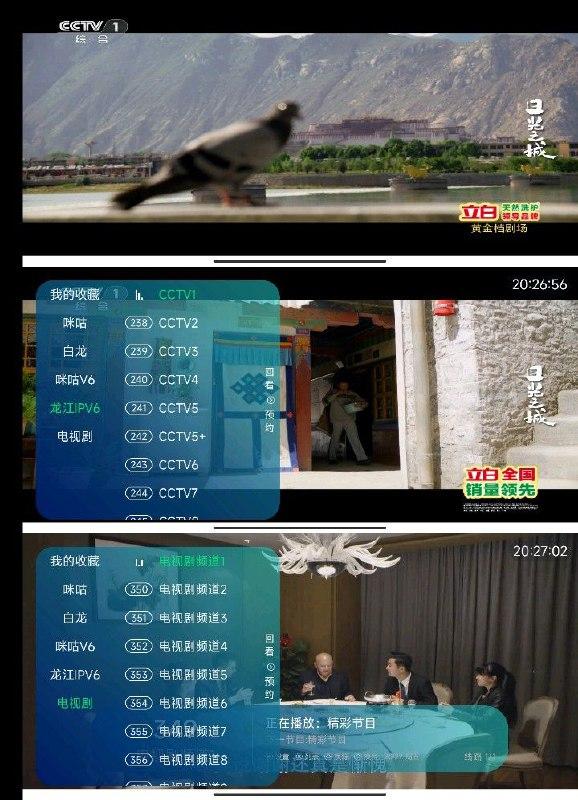 CCTV 1
综合
日光之城
立白 天然洗护 领导品牌
黄金档剧场
20:26:56
我的收藏 CCTV1
咪咕 238 CCTV2
白龙 239 CCTV3
咪咕V6 240 CCTV4
龙江IPV6 241 CCTV5
电视剧 242 CCTV5+
243 CCTV6
244 CCTV7
回看
预约
日光之城
立白 全国
销量领先
20:27:02
我的收藏 电视剧频道1
咪咕 350 电视剧频道2
白龙 351 电视剧频道3
咪咕V6 352 电视剧频道4
龙江IPV6 353 电视剧频道5
电视剧 354 电视剧频道6
355 电视剧频道7
356 电视剧频道8
回看
预约
正在播放：精彩节目